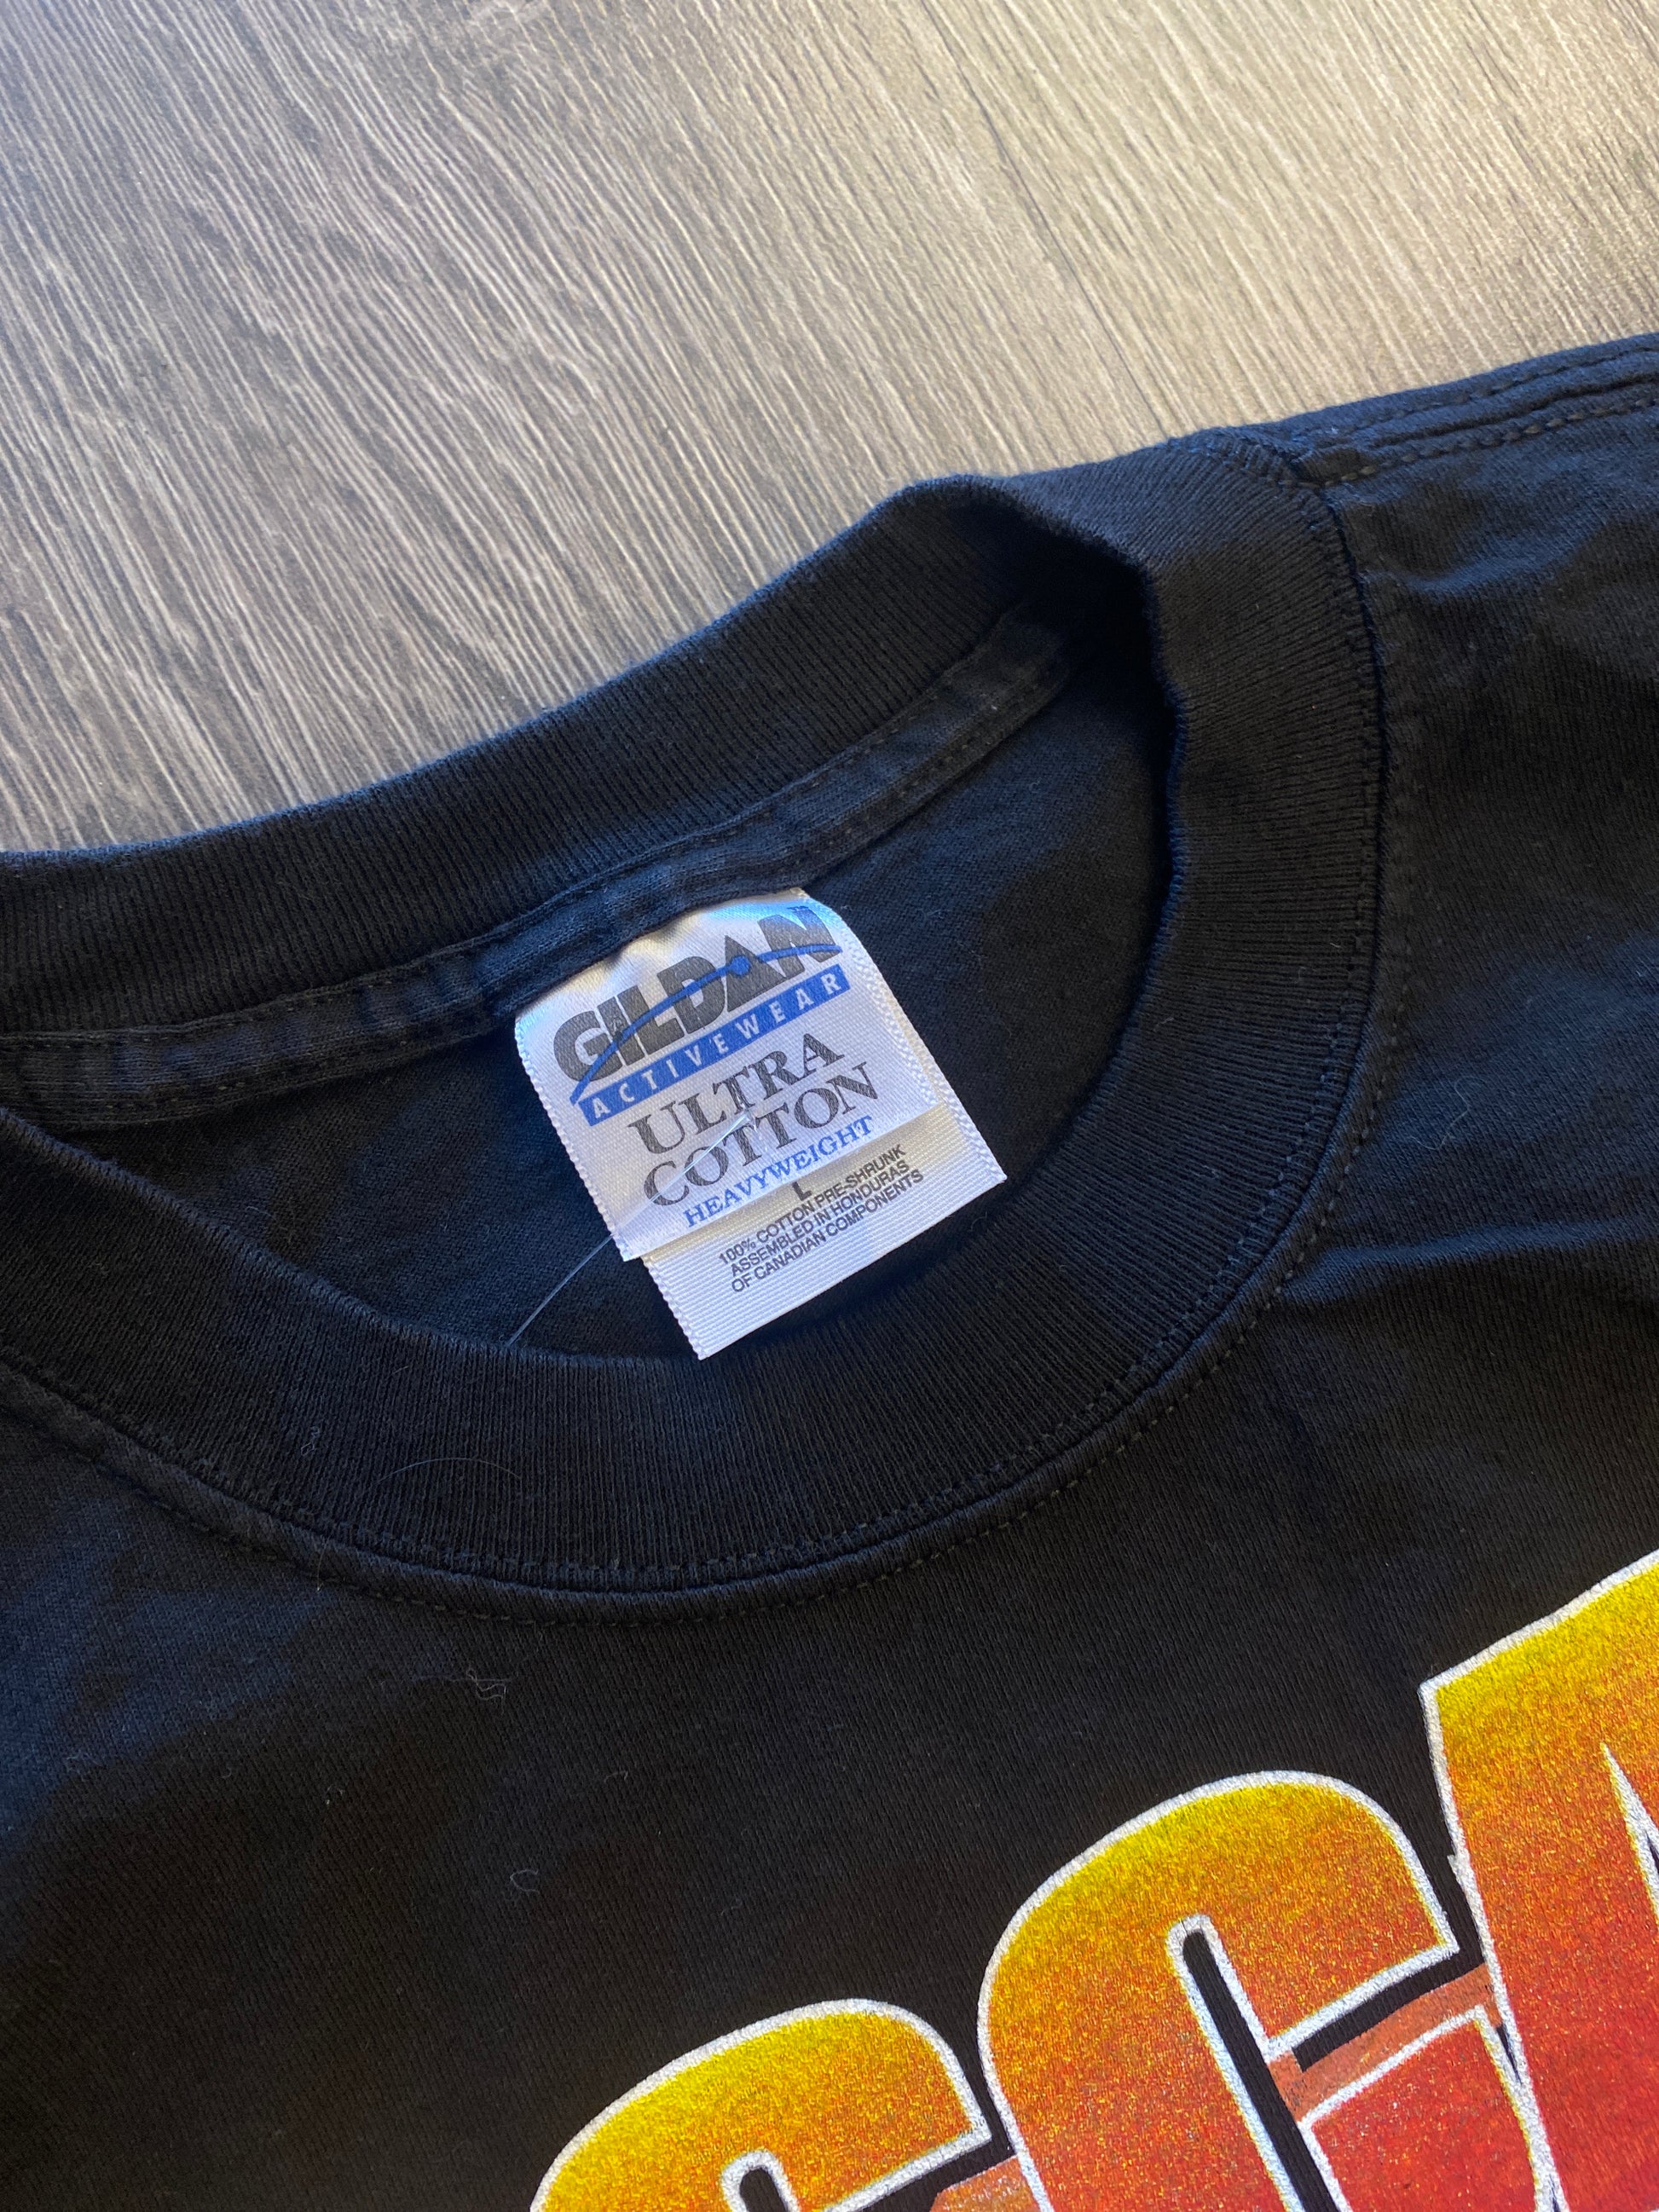 GILDAN
ACTIVEWEAR
ULTRA
COTTON
HEAVYWEIGHT
L
100% COTTON PRE-SHRUNK
ASSEMBLED IN HONDURAS
OF CANADIAN COMPONENTS